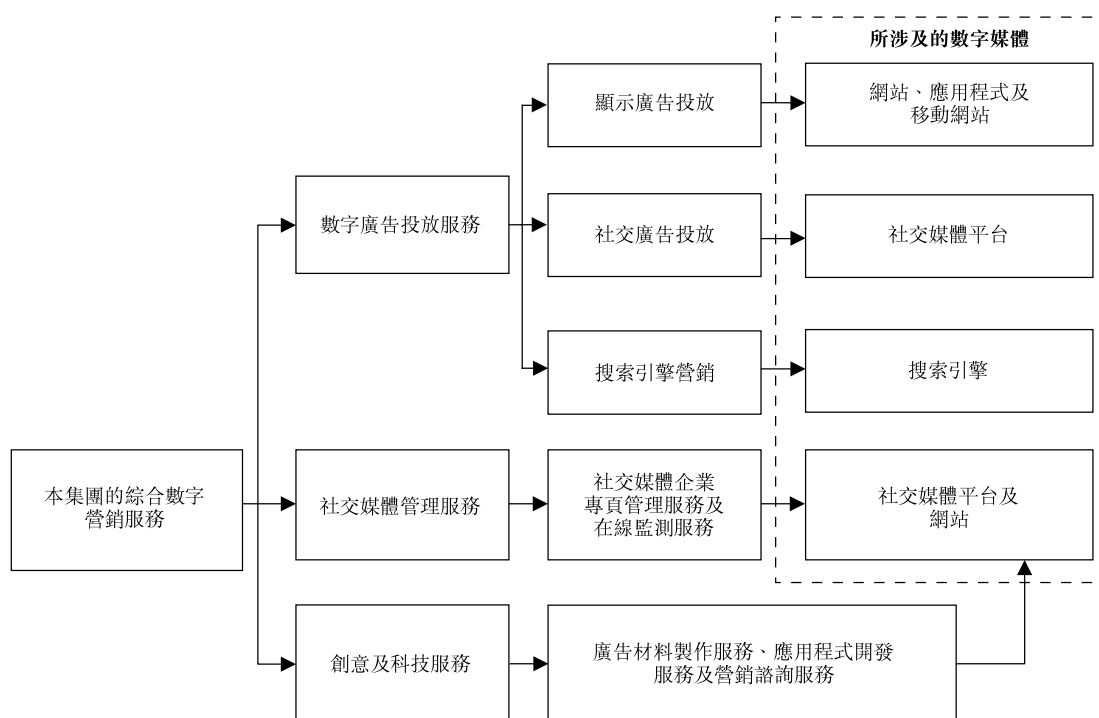 所涉及的數字媒體
顯示廣告投放
網站、應用程式及
移動網站
數字廣告投放服務
社交廣告投放
社交媒體平台
搜索引擎營銷
搜索引擎
本集團的綜合數字
營銷服務
社交媒體管理服務
社交媒體企業
專頁管理服務及
在線監測服務
社交媒體平台及
網站
創意及科技服務
廣告材料製作服務、應用程式開發
服務及營銷諮詢服務